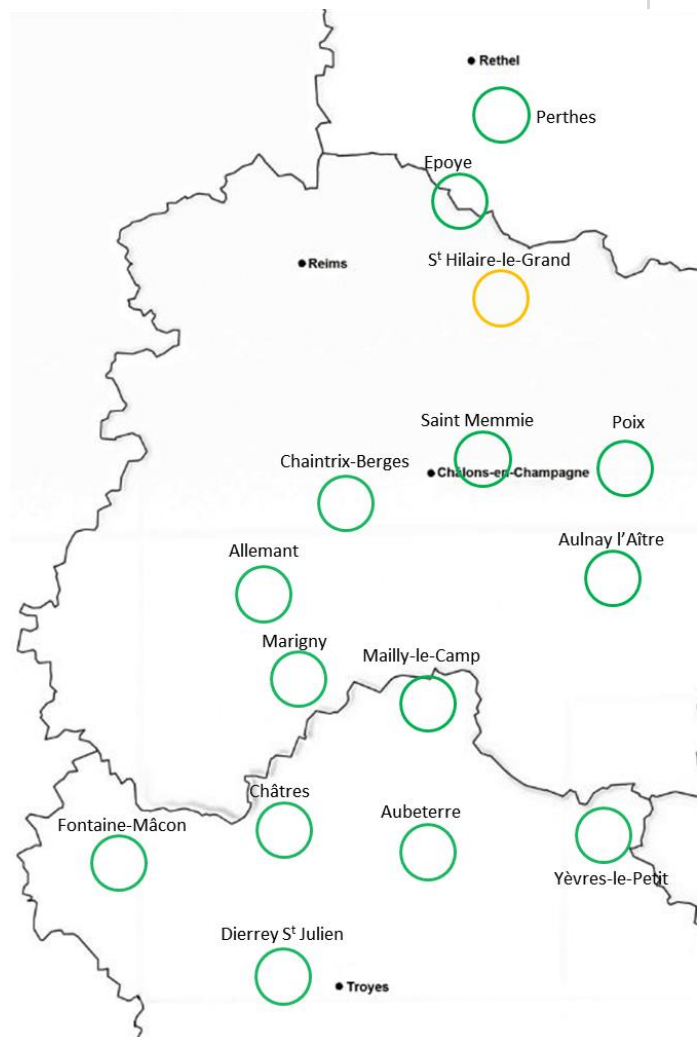 Rethel
Perthes
Epoye
Reims
Sᵗ Hilaire-le-Grand
Saint Memmie
Poix
Chaintrix-Berges
Châlons-en-Champagne
Aulnay l’Aître
Allemant
Marigny
Mailly-le-Camp
Châtres
Aubeterre
Fontaine-Mâcon
Yèvres-le-Petit
Dierrey Sᵗ Julien
Troyes